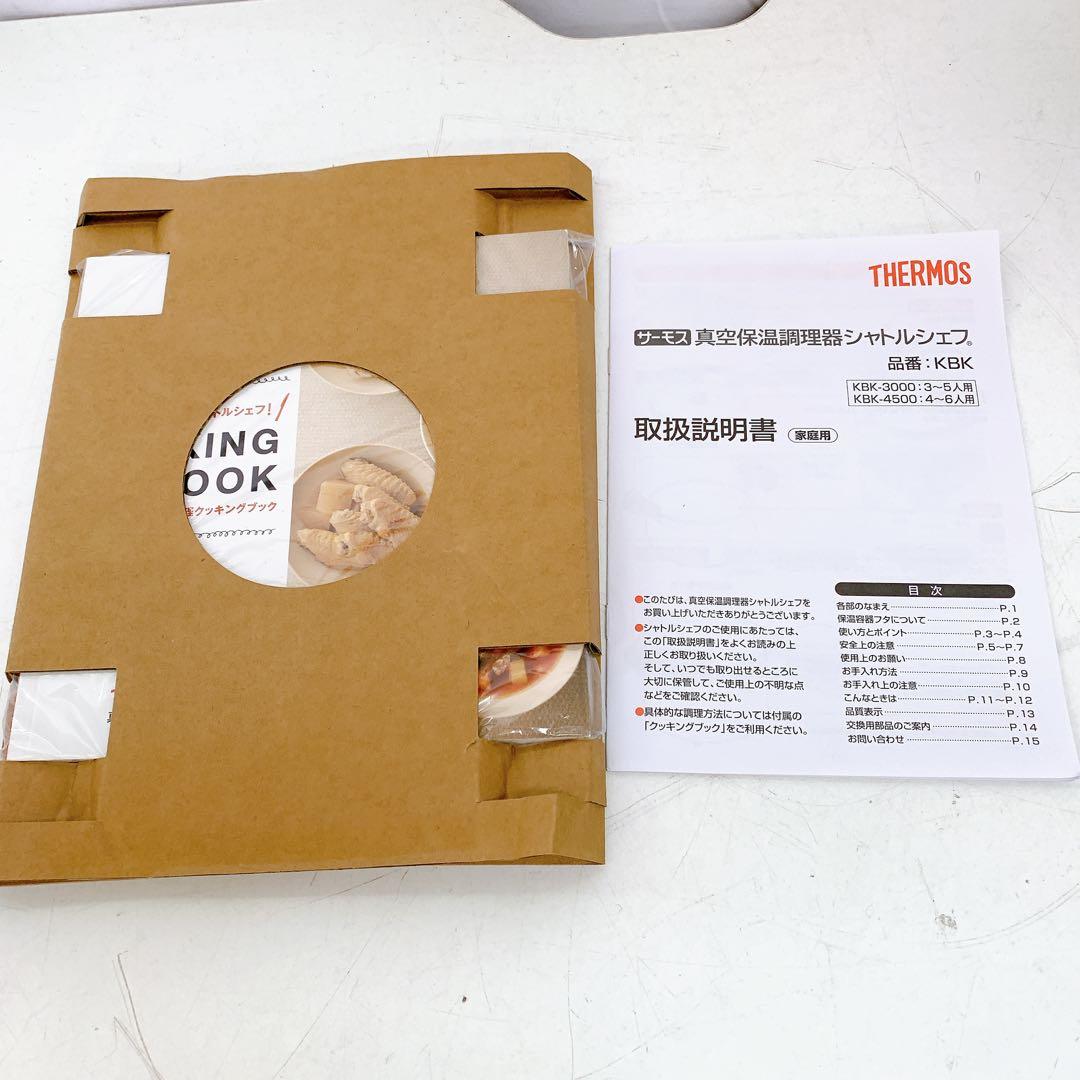 トルシェフ!
KING
OOK
クッキングブック
THERMOS
サーモス 真空保温調理器シャトルシェフ®
品番:KBK
KBK-3000:3〜5人用
KBK-4500:4〜6人用
取扱説明書 家庭用
●このたびは、真空保温調理器シャトルシェフを
お買い上げいただきありがとうございます。
●シャトルシェフのご使用にあたっては、
この「取扱説明書」をよくお読みの上
正しくお取り扱いください。
そして、いつでも取り出せるところに
大切に保管して、ご使用上の不明な点
などをご確認ください。
●具体的な調理方法については付属の
「クッキングブック」をご利用ください。
目 次
各部のなまえ P.1
保温容器フタについて P.2
使い方とポイント P.3〜P.4
安全上の注意 P.5〜P.7
使用上のお願い P.8
お手入れ方法 P.9
お手入れ上の注意 P.10
こんなときは P.11〜P.12
品質表示 P.13
交換用部品のご案内 P.14
お問い合わせ P.15